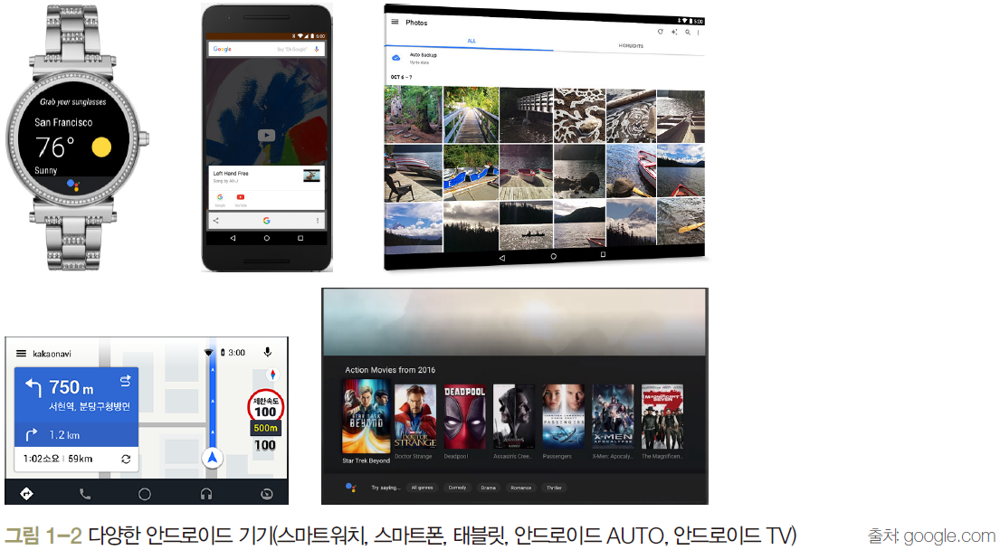 Grab your sunglasses
San Francisco
76°
Sunny
6:00
Google
Say "Ok Google"
Left Hand Free
Song by Alt-J
Google
YouTube
5:00
Photos
ALL
HIGHLIGHTS
Auto Backup
Up to date
OCT 6 – 7
kakaonavi
3:00
750 m
서현역, 분당구청방면
1.2 km
1:02소요 | 59km
제한속도
100
500m
100
Action Movies from 2016
STAR TREK
BEYOND
DOCTOR
STRANGE
DEADPOOL
PASSENGERS
X-MEN
APOCALYPSE
MAGNIFICENT
SEVEN
Star Trek Beyond
Doctor Strange
Deadpool
Assasin's Cree...
Passengers
X-Men: Apocaly...
The Magnificen...
Try saying...
All genres
Comedy
Drama
Romance
Thriller
그림 1-2 다양한 안드로이드 기기(스마트워치, 스마트폰, 태블릿, 안드로이드 AUTO, 안드로이드 TV)
출처: google.com